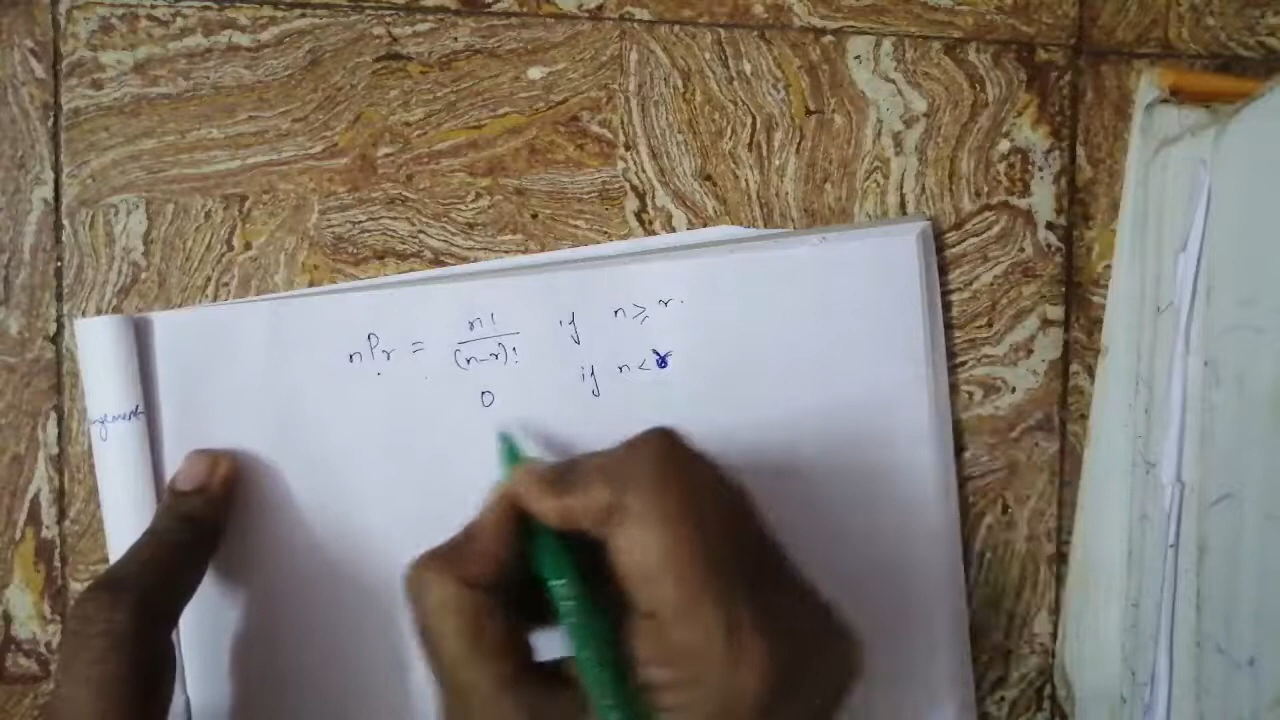 nPr = n!/(n-r)! if n ≥ r.
0 if n < r